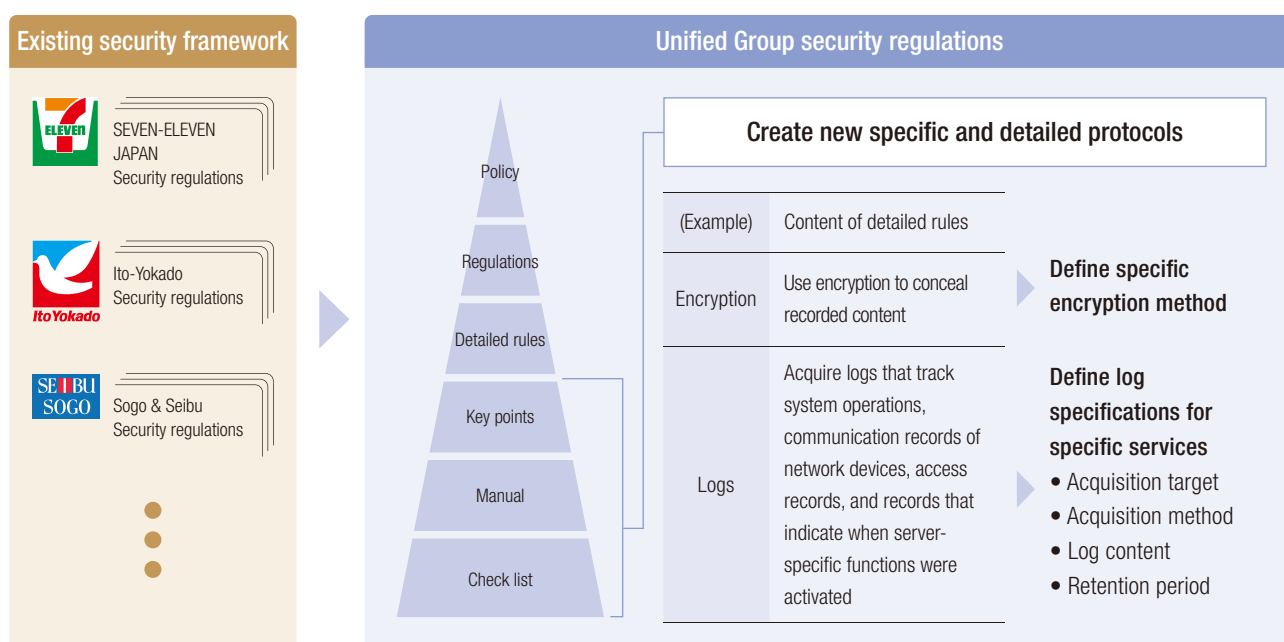 Existing security framework
7
ELEVEN
SEVEN-ELEVEN
JAPAN
Security regulations
Ito-Yokado
Security regulations
ItoYokado
SEIBU
SOGO
Sogo & Seibu
Security regulations
Unified Group security regulations
Policy
Regulations
Detailed rules
Key points
Manual
Check list
Create new specific and detailed protocols
(Example)
Content of detailed rules
Encryption
Use encryption to conceal
recorded content
Define specific
encryption method
Logs
Acquire logs that track
system operations,
communication records of
network devices, access
records, and records that
indicate when server-
specific functions were
activated
Define log
specifications for
specific services
• Acquisition target
• Acquisition method
• Log content
• Retention period